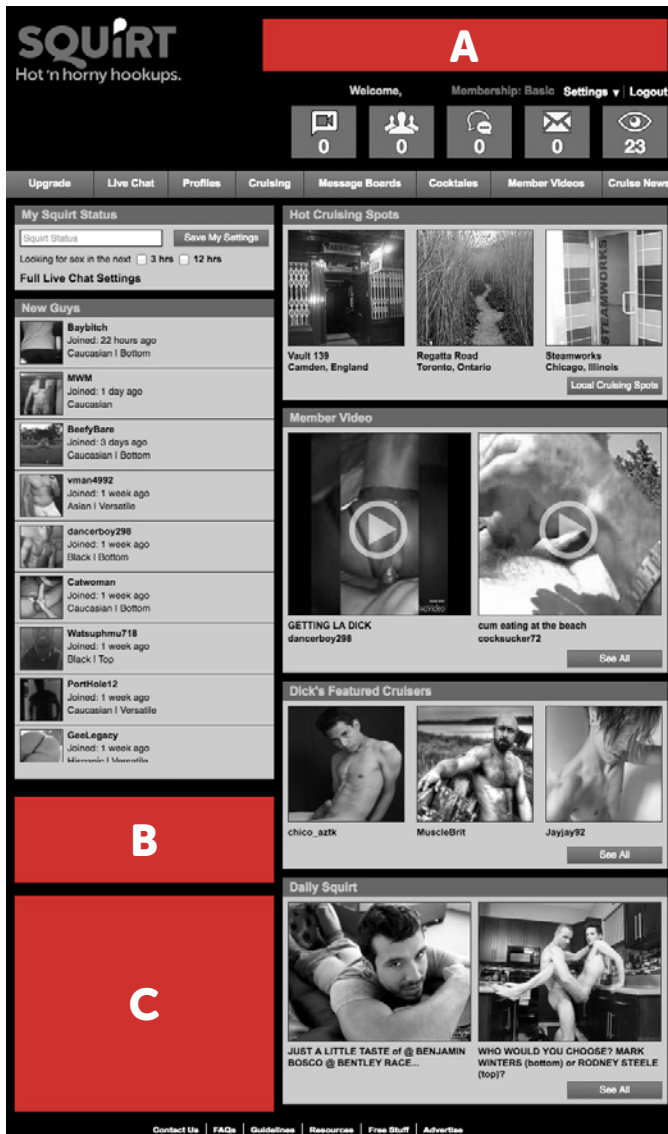 SQUIRT
Hot 'n horny hookups.
A
Welcome, Membership: Basic Settings ▾ | Logout
0 0 0 0 23
Upgrade Live Chat Profiles Cruising Message Boards Cocktales Member Videos Cruise News
My Squirt Status
Squirt Status Save My Settings
Looking for sex in the next 3 hrs 12 hrs
Full Live Chat Settings
New Guys
Baybitch
Joined: 22 hours ago
Caucasian | Bottom
MWM
Joined: 1 day ago
Caucasian
BeefyBare
Joined: 3 days ago
Caucasian | Bottom
vman4992
Joined: 1 week ago
Asian | Versatile
dancerboy298
Joined: 1 week ago
Black | Bottom
Catwoman
Joined: 1 week ago
Caucasian | Bottom
Watsuphmu718
Joined: 1 week ago
Black | Top
PortHole12
Joined: 1 week ago
Caucasian | Versatile
GeeLegacy
Joined: 1 week ago
Hispanic | Versatile
B
C
Hot Cruising Spots
STEAMWORKS
Vault 139 Regatta Road Steamworks
Camden, England Toronto, Ontario Chicago, Illinois
Local Cruising Spots
Member Video
GETTING LA DICK cum eating at the beach
dancerboy298 cocksucker72
See All
Dick's Featured Cruisers
chico_aztk MuscleBrit Jayjay92
See All
Daily Squirt
JUST A LITTLE TASTE of @ BENJAMIN WHO WOULD YOU CHOOSE? MARK
BOSCO @ BENTLEY RACE... WINTERS (bottom) or RODNEY STEELE
(top)?
See All
Contact Us | FAQs | Guidelines | Resources | Free Stuff | Advertise